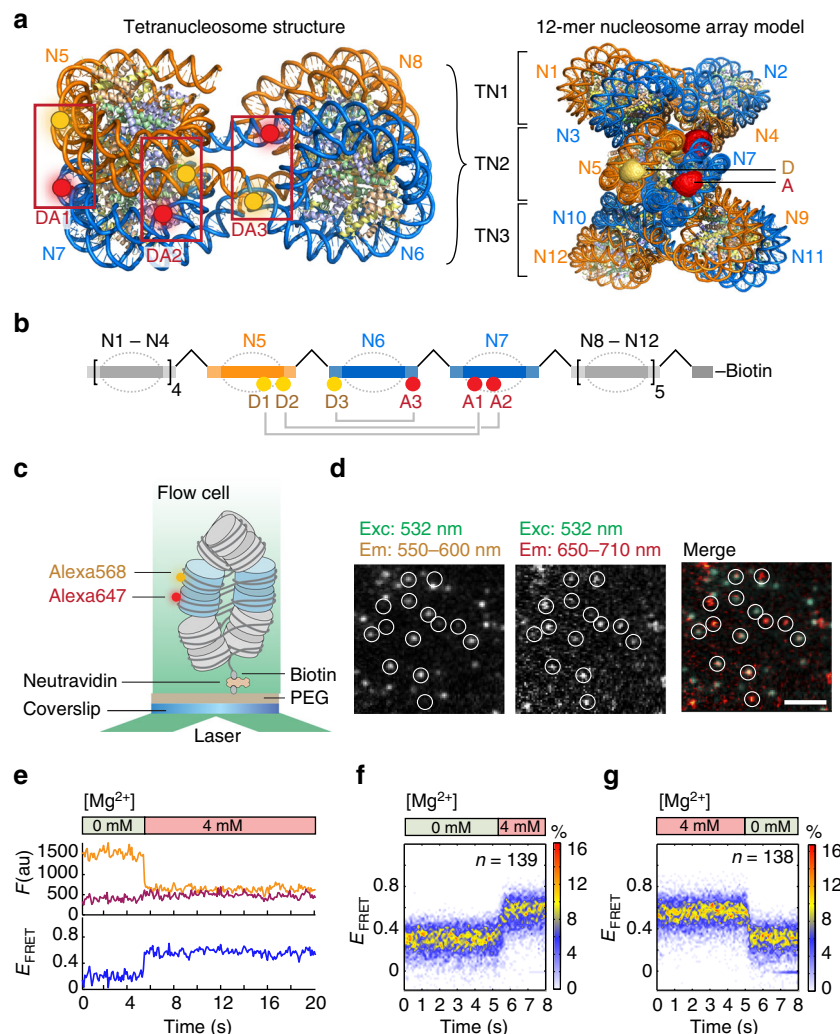 a
Tetranucleosome structure
12-mer nucleosome array model
N5
N8
DA1
DA2
DA3
N7
N6
TN1
TN2
TN3
N1
N2
N3
N4
N5
N7
D
A
N10
N9
N12
N11
b
N1 – N4
N5
N6
N7
N8 – N12
[ ]4
[ ]5
–Biotin
D1 D2 D3 A3 A1 A2
c
Flow cell
Alexa568
Alexa647
Neutravidin
Biotin
PEG
Coverslip
Laser
d
Exc: 532 nm
Em: 550–600 nm
Exc: 532 nm
Em: 650–710 nm
Merge
e
[Mg2+]
0 mM
4 mM
F(au)
1500
1000
500
0
EFRET
0.8
0.4
0
0 4 8 12 16 20
Time (s)
f
[Mg2+]
0 mM
4 mM
%
n = 139
EFRET
0.8
0.4
0
0 1 2 3 4 5 6 7 8
Time (s)
16
12
8
4
0
g
[Mg2+]
4 mM
0 mM
%
n = 138
EFRET
0.8
0.4
0
0 1 2 3 4 5 6 7 8
Time (s)
16
12
8
4
0